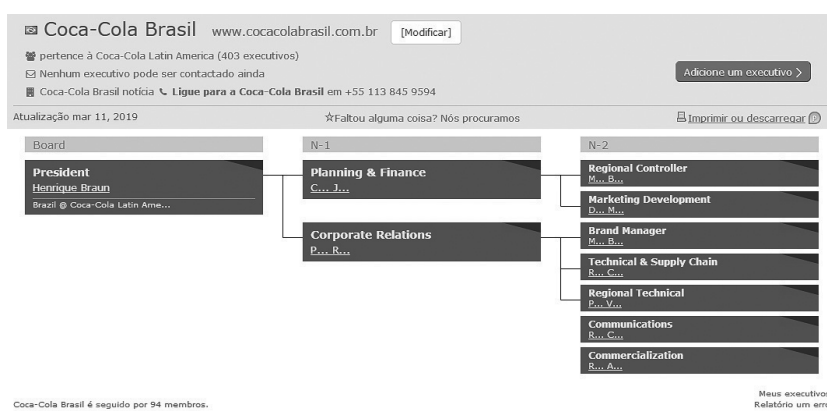 Coca-Cola Brasil www.cocacolabrasil.com.br [Modificar]
pertence à Coca-Cola Latin America (403 executivos)
Nenhum executivo pode ser contactado ainda
Adicione um executivo >
Coca-Cola Brasil notícia Ligue para a Coca-Cola Brasil em +55 113 845 9594
Atualização mar 11, 2019 ☆Faltou alguma coisa? Nós procuramos Imprimir ou descarregar
Board
President
Henrique Braun
Brazil @ Coca-Cola Latin Ame...
N-1
Planning & Finance
C... J...
Corporate Relations
P... R...
N-2
Regional Controller
M... B...
Marketing Development
D... M...
Brand Manager
M... B...
Technical & Supply Chain
R... C...
Regional Technical
P... V...
Communications
R... C...
Commercialization
R... A...
Meus executivos
Coca-Cola Brasil é seguido por 94 membros.
Relatório um erro